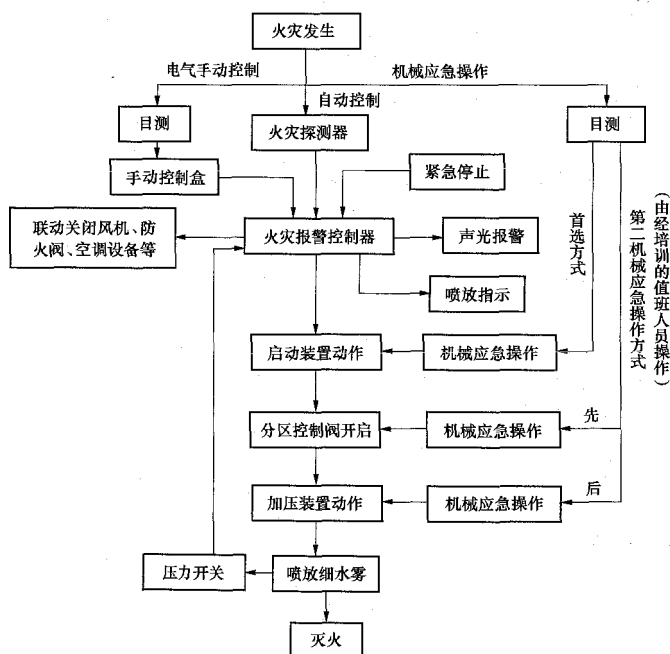 火灾发生
电气手动控制
机械应急操作
自动控制
目测
火灾探测器
目测
手动控制盒
紧急停止
联动关闭风机、防
火阀、空调设备等
火灾报警控制器
声光报警
喷放指示
首选方式
第二机械应急操作方式
（由经培训的值班人员操作）
启动装置动作
机械应急操作
分区控制阀开启
机械应急操作
先
加压装置动作
机械应急操作
后
压力开关
喷放细水雾
灭火